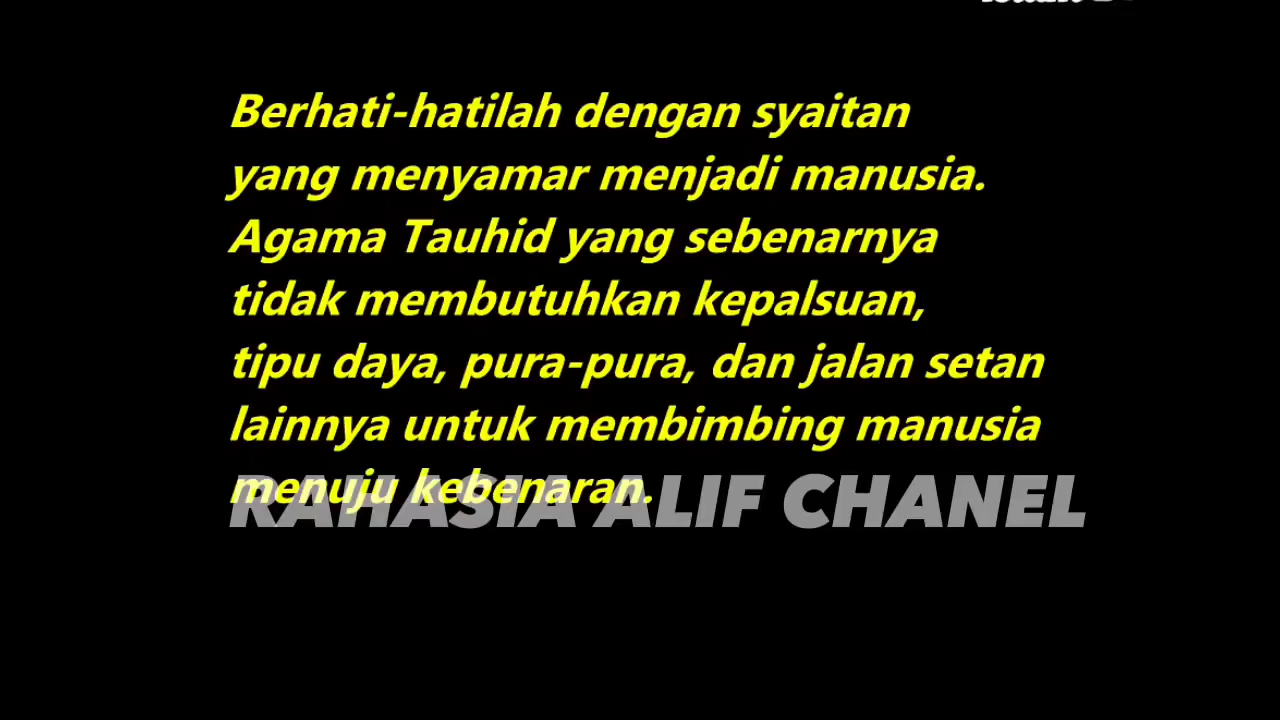 Berhati-hatilah dengan syaitan
yang menyamar menjadi manusia.
Agama Tauhid yang sebenarnya
tidak membutuhkan kepalsuan,
tipu daya, pura-pura, dan jalan setan
lainnya untuk membimbing manusia
menuju kebenaran.
RAHASIA ALIF CHANEL